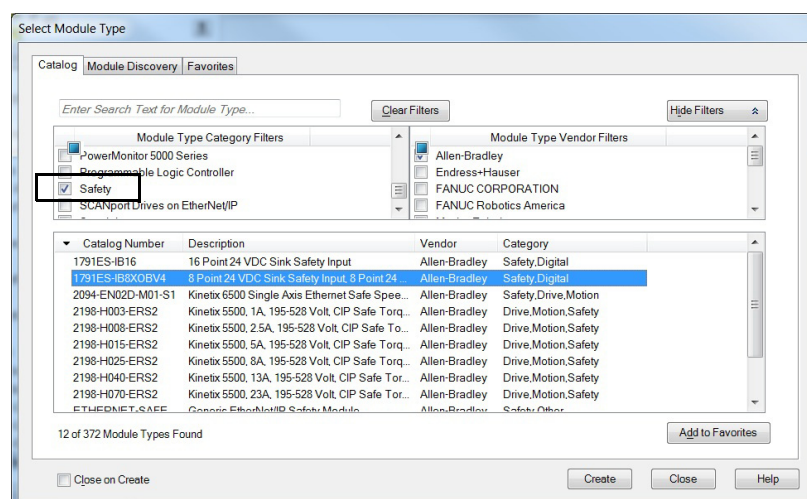 Select Module Type
Catalog Module Discovery Favorites
Enter Search Text for Module Type... Clear Filters Hide Filters
Module Type Category Filters Module Type Vendor Filters
PowerMonitor 5000 Series Allen-Bradley
Programmable Logic Controller Endress+Hauser
Safety FANUC CORPORATION
SCANport Drives on EtherNet/IP FANUC Robotics America
Catalog Number Description Vendor Category
1791ES-IB16 16 Point 24 VDC Sink Safety Input Allen-Bradley Safety,Digital
1791ES-IB8XOBV4 8 Point 24 VDC Sink Safety Input, 8 Point 24 ... Allen-Bradley Safety,Digital
2094-EN02D-M01-S1 Kinetix 6500 Single Axis Ethernet Safe Spee... Allen-Bradley Safety,Drive,Motion
2198-H003-ERS2 Kinetix 5500, 1A, 195-528 Volt, CIP Safe Torq... Allen-Bradley Drive,Motion,Safety
2198-H008-ERS2 Kinetix 5500, 2.5A, 195-528 Volt, CIP Safe To... Allen-Bradley Drive,Motion,Safety
2198-H015-ERS2 Kinetix 5500, 5A, 195-528 Volt, CIP Safe Torq... Allen-Bradley Drive,Motion,Safety
2198-H025-ERS2 Kinetix 5500, 8A, 195-528 Volt, CIP Safe Torq... Allen-Bradley Drive,Motion,Safety
2198-H040-ERS2 Kinetix 5500, 13A, 195-528 Volt, CIP Safe Tor... Allen-Bradley Drive,Motion,Safety
2198-H070-ERS2 Kinetix 5500, 23A, 195-528 Volt, CIP Safe Tor... Allen-Bradley Drive,Motion,Safety
ETHERNET-SAFE Generic EtherNet/IP Safety Module Allen-Bradley Safety,Other
12 of 372 Module Types Found Add to Favorites
Close on Create Create Close Help